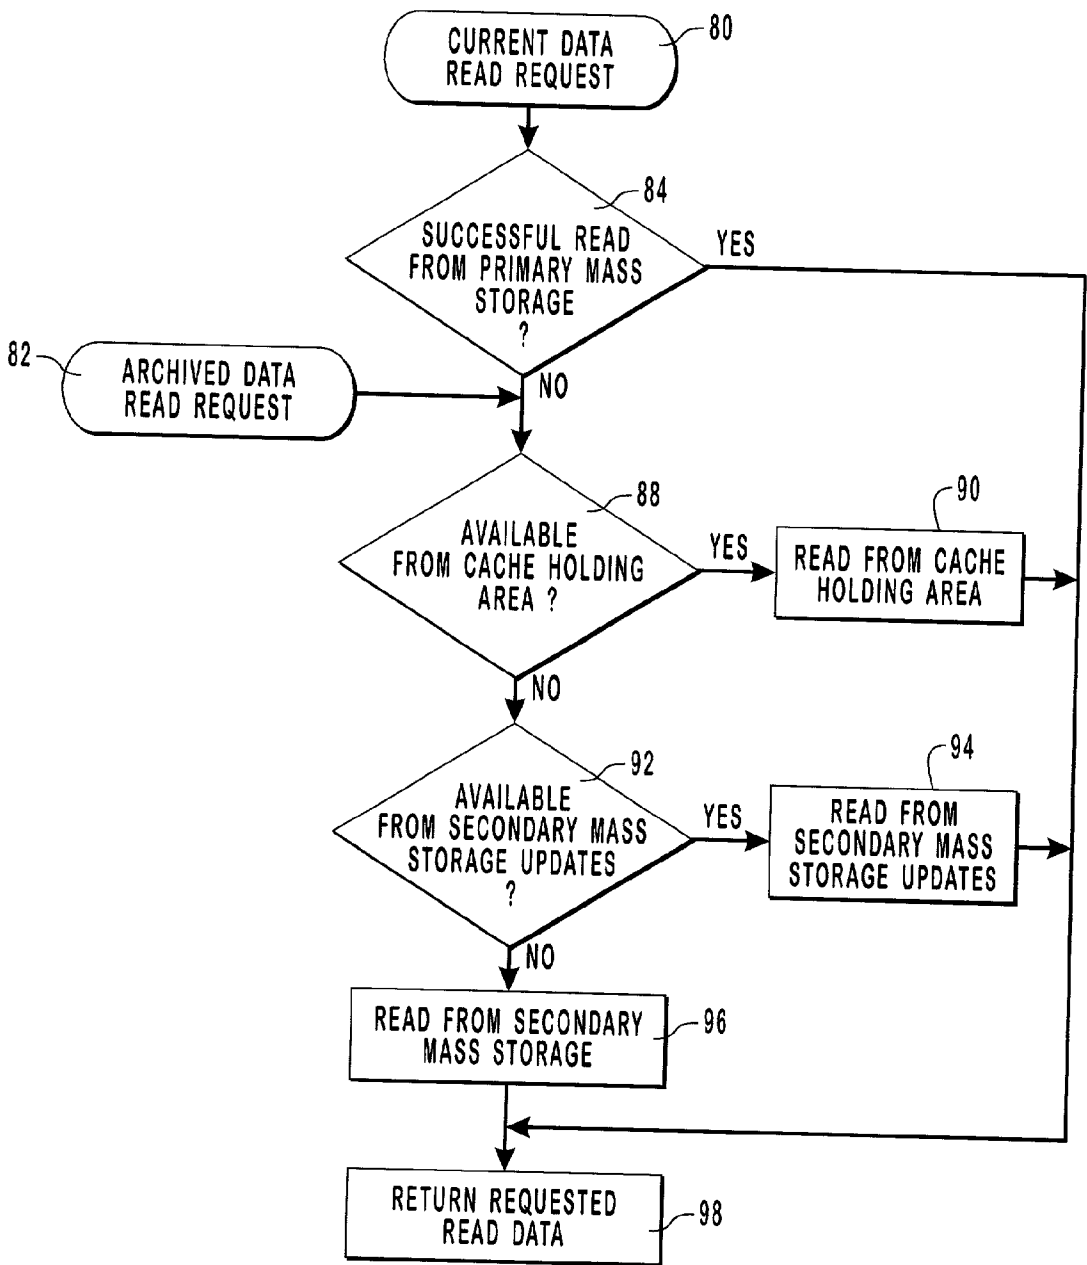 CURRENT DATA
READ REQUEST
80
84
SUCCESSFUL READ
FROM PRIMARY MASS
STORAGE
?
YES
NO
82
ARCHIVED DATA
READ REQUEST
88
AVAILABLE
FROM CACHE HOLDING
AREA ?
YES
90
READ FROM CACHE
HOLDING AREA
NO
92
AVAILABLE
FROM SECONDARY MASS
STORAGE UPDATES
?
YES
94
READ FROM
SECONDARY MASS
STORAGE UPDATES
NO
READ FROM SECONDARY
MASS STORAGE
96
RETURN REQUESTED
READ DATA
98